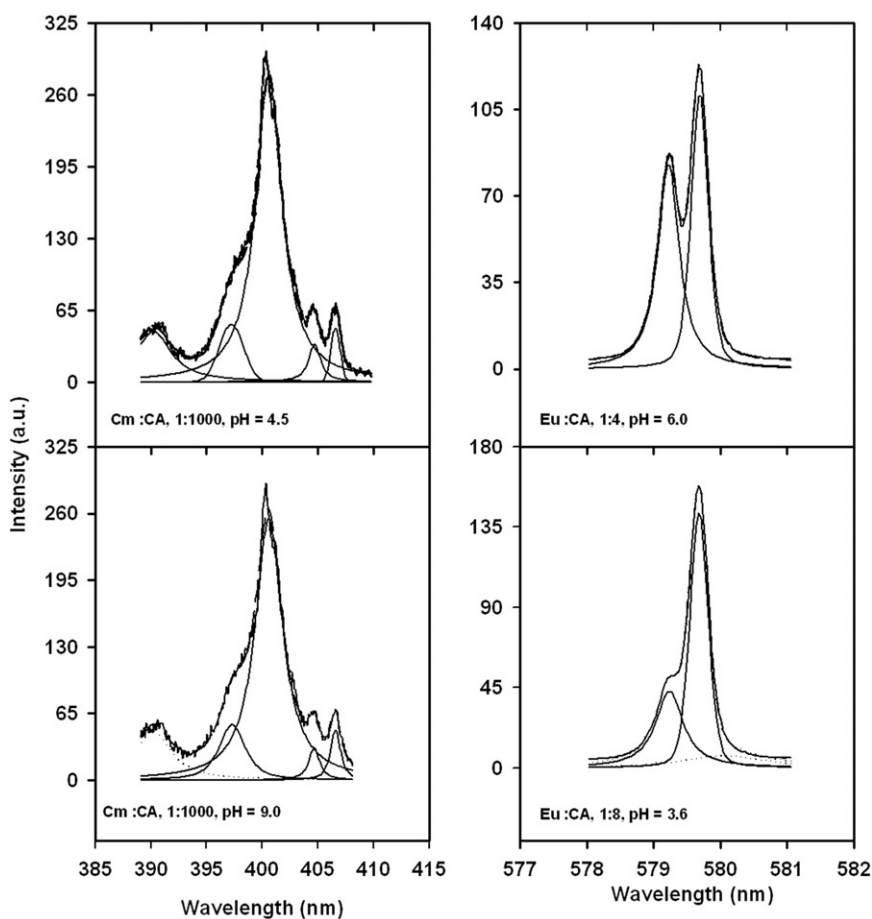 325
260
195
130
65
0
Cm :CA, 1:1000, pH = 4.5
140
105
70
35
0
Eu :CA, 1:4, pH = 6.0
Intensity (a.u.)
325
260
195
130
65
0
Cm :CA, 1:1000, pH = 9.0
385 390 395 400 405 410 415
Wavelength (nm)
180
135
90
45
0
Eu :CA, 1:8, pH = 3.6
577 578 579 580 581 582
Wavelength (nm)